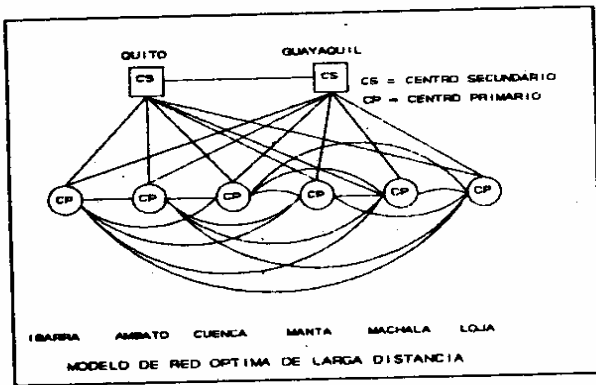 QUITO GUAYAQUIL
CS CS CS = CENTRO SECUNDÁRIO
CP = CENTRO PRIMARIO
CP CP CP CP CP CP
IBARRA AMBATO CUENCA MANTA MACHALA LOJA
MODELO DE RED OPTIMA DE LARGA DISTANCIA